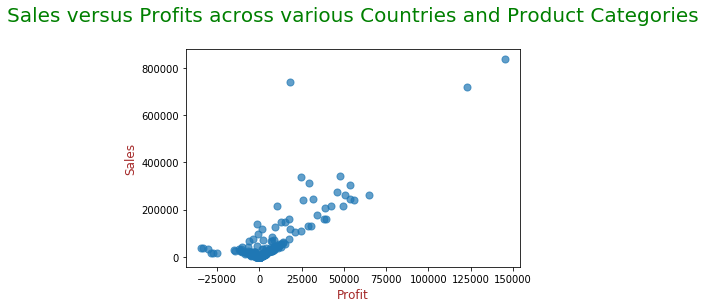 Sales versus Profits across various Countries and Product Categories
800000
600000
400000
200000
0
Sales
−25000 0 25000 50000 75000 100000 125000 150000
Profit